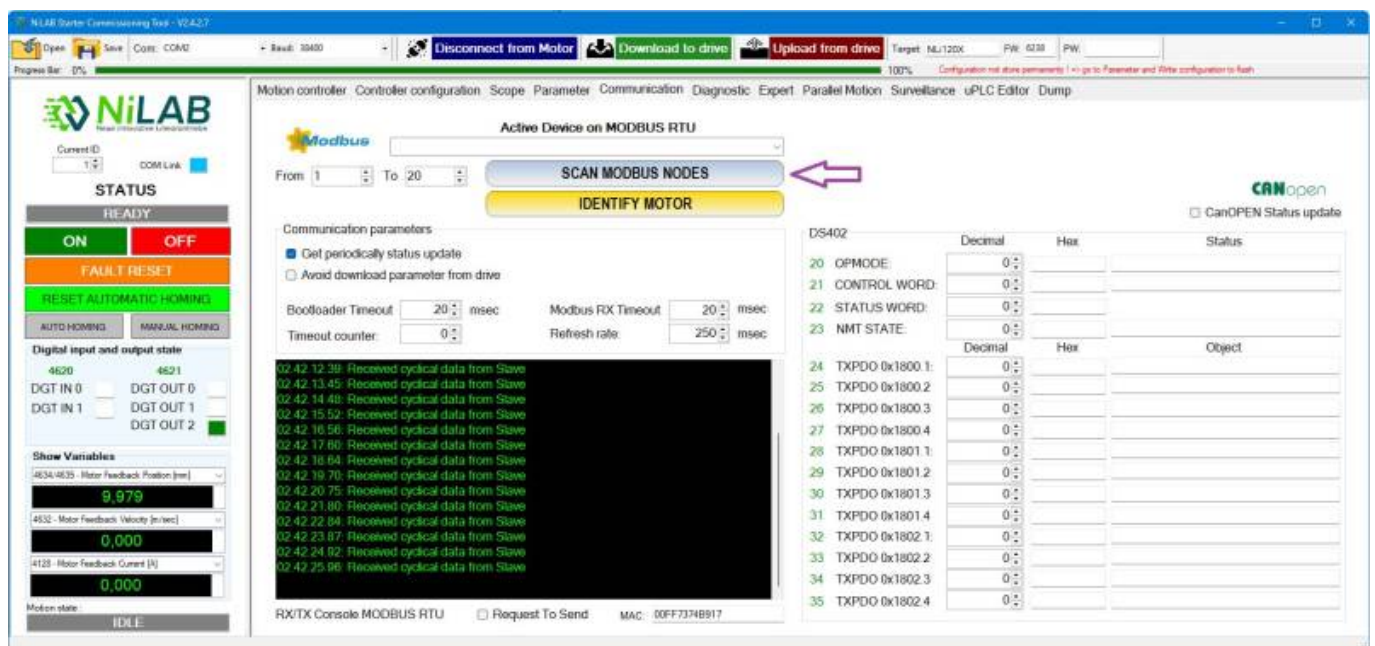 NiLAB Starter Commissioning Tool - V2.4.2.7
Open Save Com: COM2 Baud: 38400 Disconnect from Motor Download to drive Upload from drive Target: FW: 6238 PW:
Progress Bar: 0% 100% Configuration not store permanently ! => go to Parameter and Write configuration to flash
Motion controller Controller configuration Scope Parameter Communication Diagnostic Expert Parallel Motion Surveillance uPLC Editor Dump
NiLAB
Current ID
1 COM Link
STATUS
READY
ON OFF
FAULT RESET
RESET AUTOMATIC HOMING
AUTO HOMING MANUAL HOMING
Digital input and output state
4620 4621
DGT IN 0 DGT OUT 0
DGT IN 1 DGT OUT 1
DGT OUT 2
Show Variables
4634/4635 - Motor Feedback Position [mm]
9,979
4632 - Motor Feedback Velocity [m/sec]
0,000
4128 - Motor Feedback Current [A]
0,000
Motion state :
IDLE
Modbus
Active Device on MODBUS RTU
From 1 To 20 SCAN MODBUS NODES
IDENTIFY MOTOR
Communication parameters
Get periodically status update
Avoid download parameter from drive
Bootloader Timeout 20 msec Modbus RX Timeout 20 msec
Timeout counter: 0 Refresh rate: 250 msec
02.42.12.39: Received cyclical data from Slave
02.42.13.45: Received cyclical data from Slave
02.42.14.48: Received cyclical data from Slave
02.42.15.52: Received cyclical data from Slave
02.42.16.56: Received cyclical data from Slave
02.42.17.60: Received cyclical data from Slave
02.42.18.64: Received cyclical data from Slave
02.42.19.70: Received cyclical data from Slave
02.42.20.75: Received cyclical data from Slave
02.42.21.80: Received cyclical data from Slave
02.42.22.84: Received cyclical data from Slave
02.42.23.87: Received cyclical data from Slave
02.42.24.92: Received cyclical data from Slave
02.42.25.96: Received cyclical data from Slave
RX/TX Console MODBUS RTU Request To Send MAC: 00FF7374B917
CANopen
CanOPEN Status update
DS402 Decimal Hex Status
20 OPMODE: 0
21 CONTROL WORD: 0
22 STATUS WORD: 0
23 NMT STATE: 0
Decimal Hex Object
24 TXPDO 0x1800.1: 0
25 TXPDO 0x1800.2 0
26 TXPDO 0x1800.3 0
27 TXPDO 0x1800.4 0
28 TXPDO 0x1801.1: 0
29 TXPDO 0x1801.2 0
30 TXPDO 0x1801.3 0
31 TXPDO 0x1801.4 0
32 TXPDO 0x1802.1: 0
33 TXPDO 0x1802.2 0
34 TXPDO 0x1802.3 0
35 TXPDO 0x1802.4 0